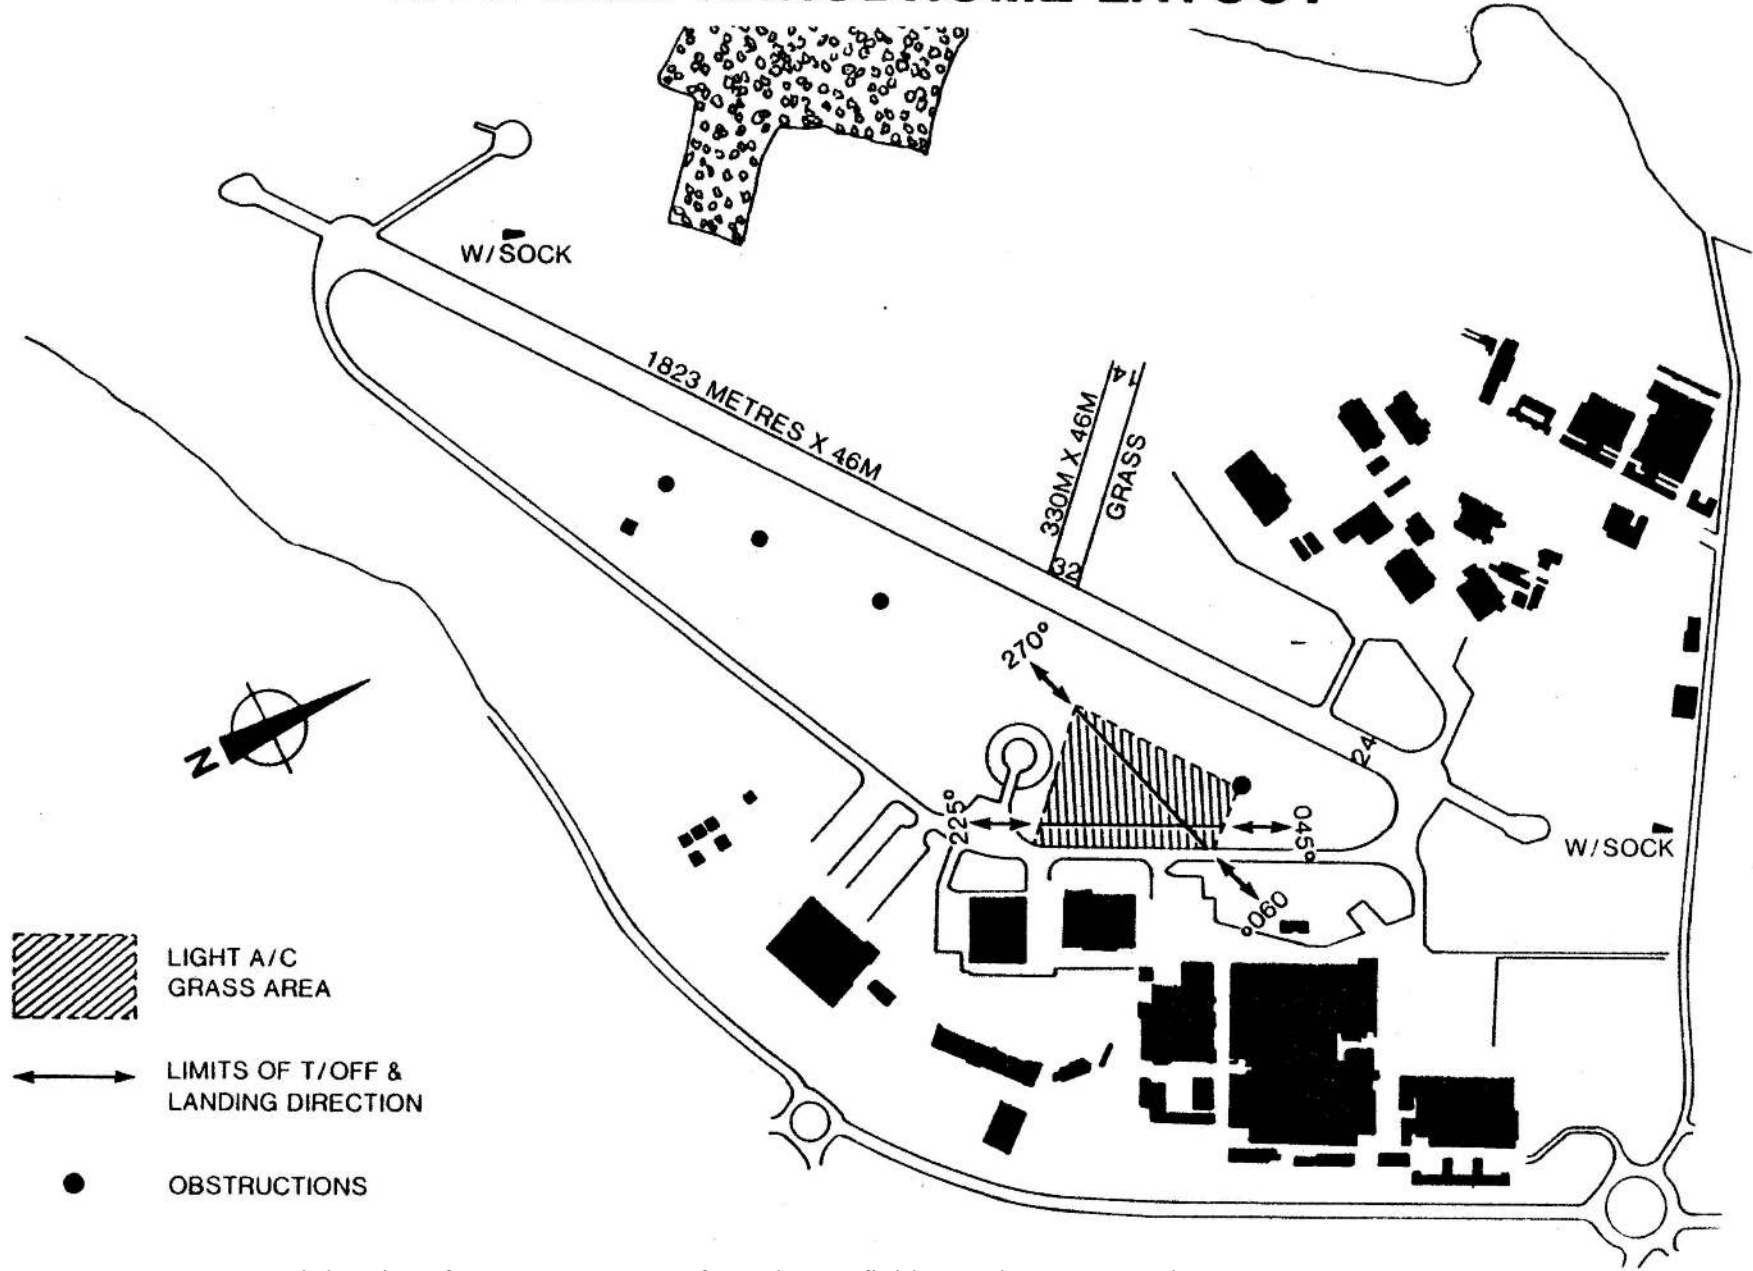 W/SOCK
1823 METRES X 46M
330M X 46M
GRASS
14
32
270°
24
225°
045°
060°
W/SOCK
N
LIGHT A/C
GRASS AREA
LIMITS OF T/OFF &
LANDING DIRECTION
OBSTRUCTIONS